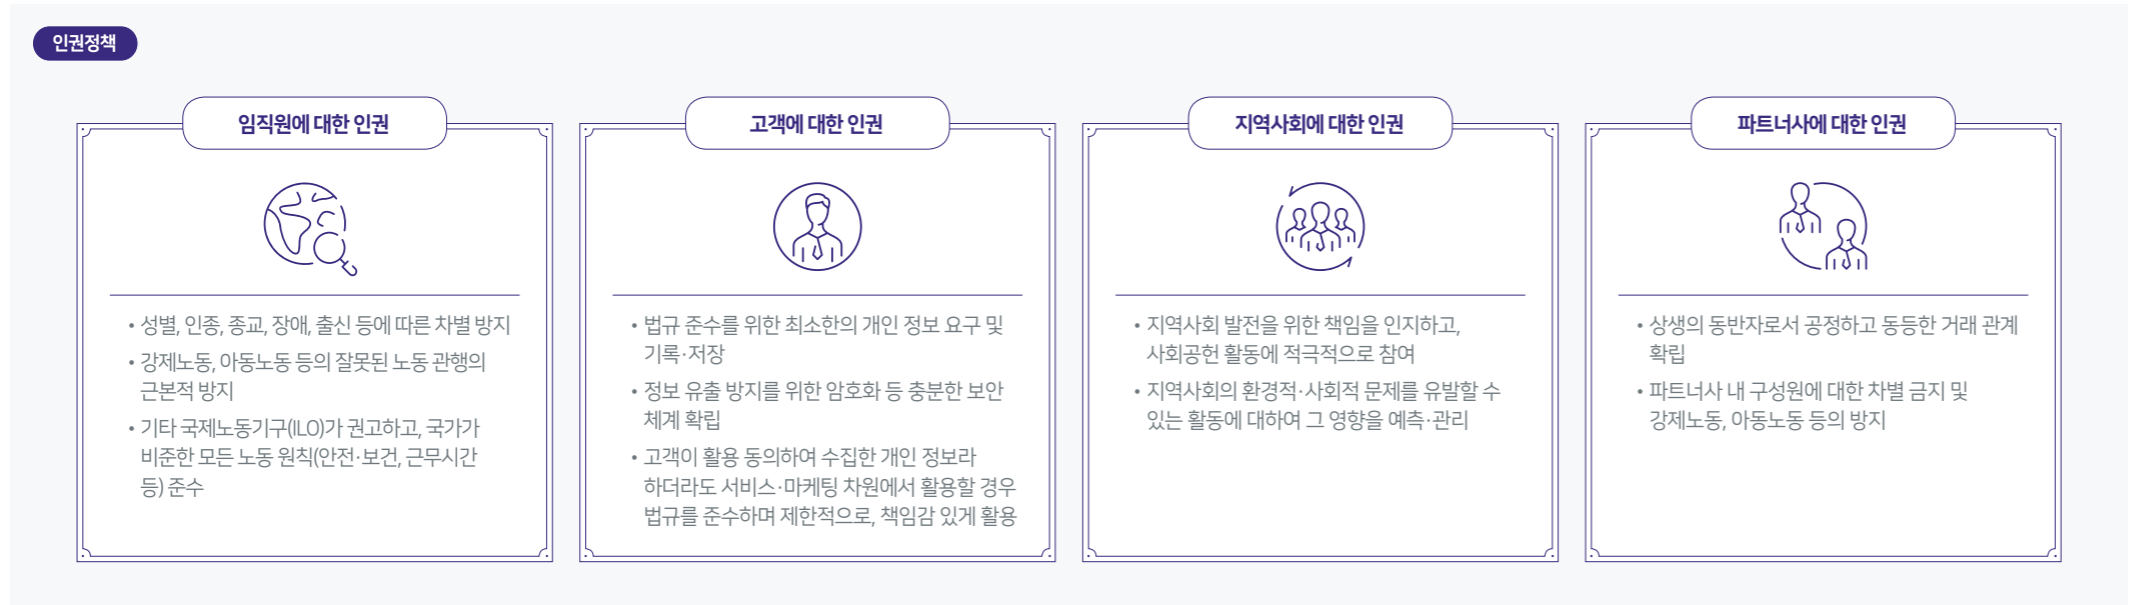 인권정책
임직원에 대한 인권
• 성별, 인종, 종교, 장애, 출신 등에 따른 차별 방지
• 강제노동, 아동노동 등의 잘못된 노동 관행의
근본적 방지
• 기타 국제노동기구(ILO)가 권고하고, 국가가
비준한 모든 노동 원칙(안전·보건, 근무시간
등) 준수
고객에 대한 인권
• 법규 준수를 위한 최소한의 개인 정보 요구 및
기록·저장
• 정보 유출 방지를 위한 암호화 등 충분한 보안
체계 확립
• 고객이 활용 동의하여 수집한 개인 정보라
하더라도 서비스·마케팅 차원에서 활용할 경우
법규를 준수하며 제한적으로, 책임감 있게 활용
지역사회에 대한 인권
• 지역사회 발전을 위한 책임을 인지하고,
사회공헌 활동에 적극적으로 참여
• 지역사회의 환경적·사회적 문제를 유발할 수
있는 활동에 대하여 그 영향을 예측·관리
파트너사에 대한 인권
• 상생의 동반자로서 공정하고 동등한 거래 관계
확립
• 파트너사 내 구성원에 대한 차별 금지 및
강제노동, 아동노동 등의 방지